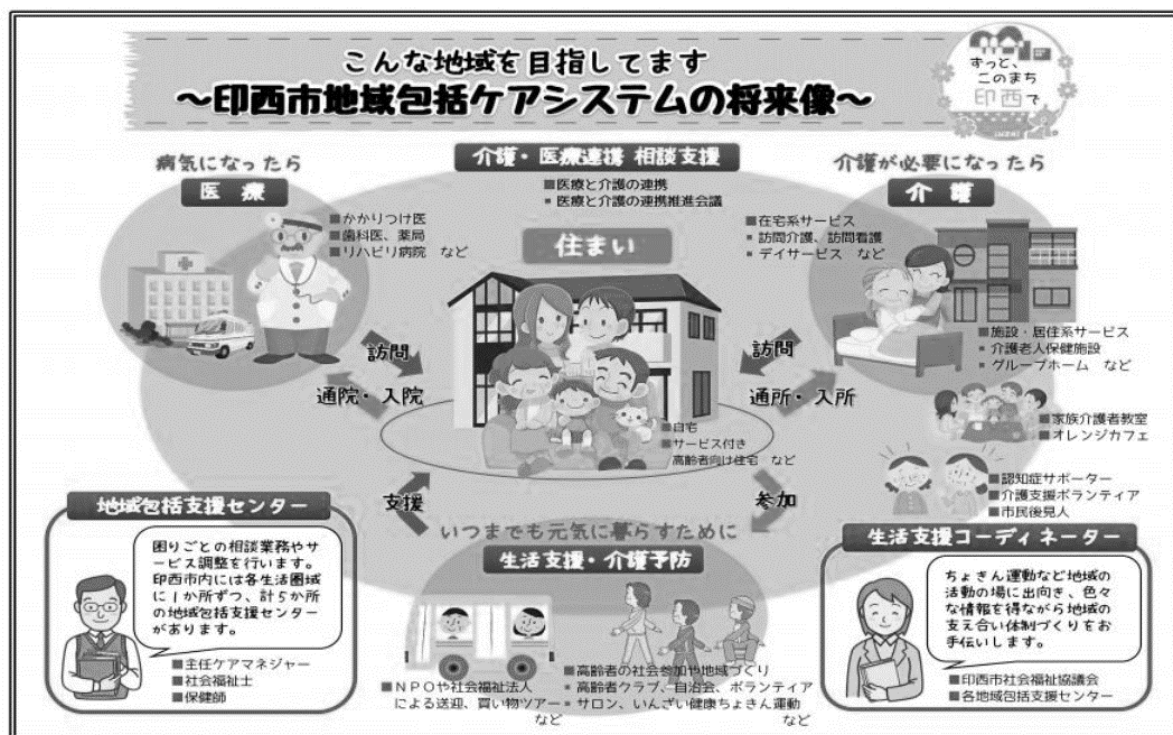 こんな地域を目指してます
～印西市地域包括ケアシステムの将来像～
ずっと、
このまち
印西で
病気になったら
医療
■かかりつけ医
■歯科医、薬局
■リハビリ病院 など
介護・医療連携 相談支援
■医療と介護の連携
■医療と介護の連携推進会議
介護が必要になったら
介護
■在宅系サービス
■訪問介護、訪問看護
■デイサービス など
住まい
■施設・居住系サービス
■介護老人保健施設
■グループホーム など
訪問
通院・入院
訪問
通所・入所
■自宅
■サービス付き
高齢者向け住宅 など
■家族介護者教室
■オレンジカフェ
■認知症サポーター
■介護支援ボランティア
■市民後見人
支援
参加
地域包括支援センター
困りごとの相談業務やサ
ービス調整を行います。
印西市内には各生活圏域
に1か所ずつ、計5か所
の地域包括支援センター
があります。
■主任ケアマネジャー
■社会福祉士
■保健師
いつまでも元気に暮らすために
生活支援・介護予防
■NPOや社会福祉法人
による送迎、買い物ツアー
など
■高齢者の社会参加や地域づくり
■高齢者クラブ、自治会、ボランティア
■サロン、いんざい健康ちょきん運動
など
生活支援コーディネーター
ちょきん運動など地域の
活動の場に出向き、色々
な情報を得ながら地域の
支え合い体制づくりをお
手伝いします。
■印西市社会福祉協議会
■各地域包括支援センター